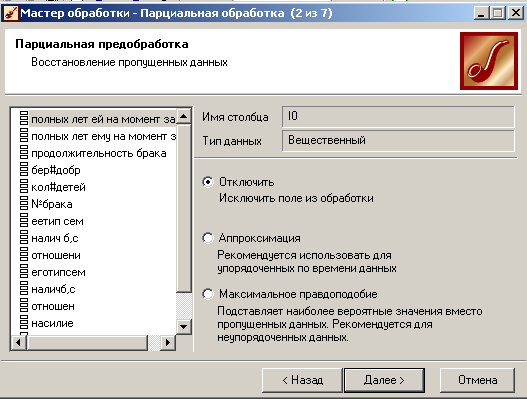 Мастер обработки - Парциальная обработка (2 из 7)
Парциальная предобработка
Восстановление пропущенных данных
полных лет ей на момент за
полных лет ему на момент з
продолжительность брака
бер#добр
кол#детей
№брака
еетип сем
налич б,с
отношени
еготипсем
наличб,с
отношен
насилие
Имя столбца I0
Тип данных Вещественный
Отключить
Исключить поле из обработки
Аппроксимация
Рекомендуется использовать для
упорядоченных по времени данных
Максимальное правдоподобие
Подставляет наиболее вероятные значения вместо
пропущенных данных. Рекомендуется для
неупорядоченных данных.
< Назад Далее > Отмена